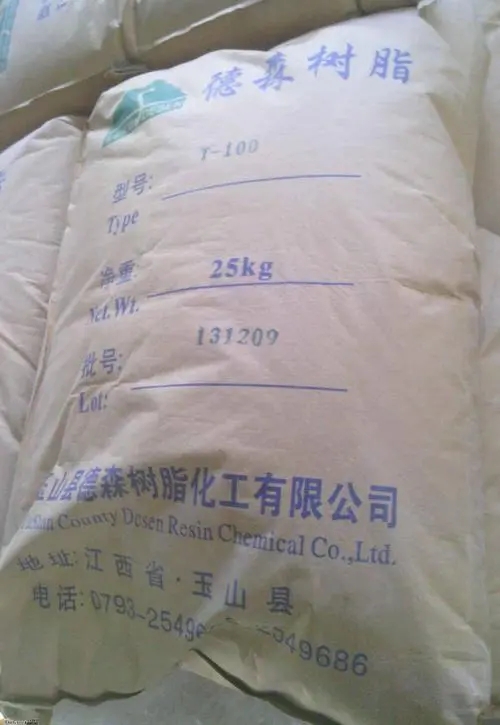 德森树脂
型号: T-100
Type
净重: 25kg
Net.Wt.
批号: 131209
Lot:
玉山县德森树脂化工有限公司
County Desen Resin Chemical Co.,Ltd.
地址: 江西省·玉山县
电话: 0793-2549 549686